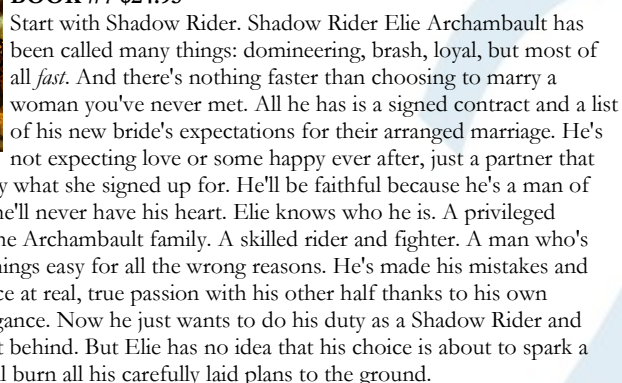 BOOK #7 $24.95
Start with Shadow Rider. Shadow Rider Elie Archambault has
been called many things: domineering, brash, loyal, but most of
all fast. And there's nothing faster than choosing to marry a
woman you've never met. All he has is a signed contract and a list
of his new bride's expectations for their arranged marriage. He's
not expecting love or some happy ever after, just a partner that
y what she signed up for. He'll be faithful because he's a man of
he'll never have his heart. Elie knows who he is. A privileged
he Archambault family. A skilled rider and fighter. A man who's
hings easy for all the wrong reasons. He's made his mistakes and
ce at real, true passion with his other half thanks to his own
gance. Now he just wants to do his duty as a Shadow Rider and
t behind. But Elie has no idea that his choice is about to spark a
l burn all his carefully laid plans to the ground.